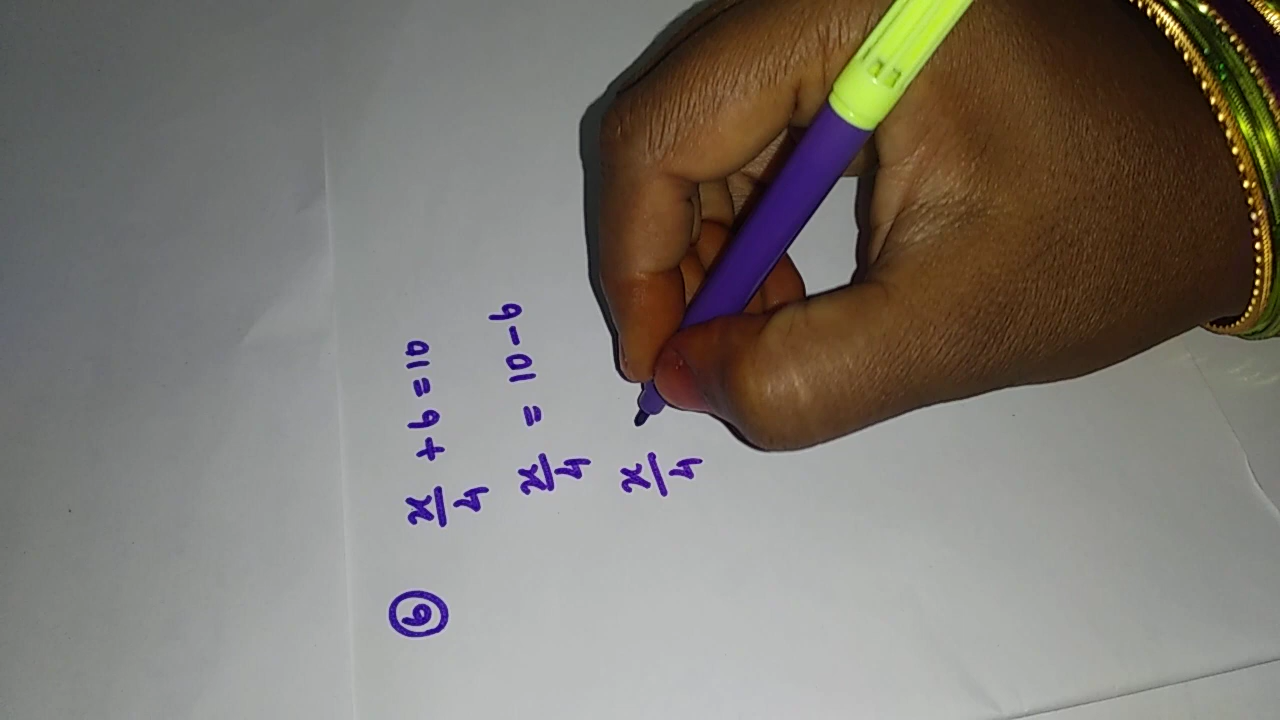 ⑥ x/4 + 6 = 10
x/4 = 10 - 6
x/4